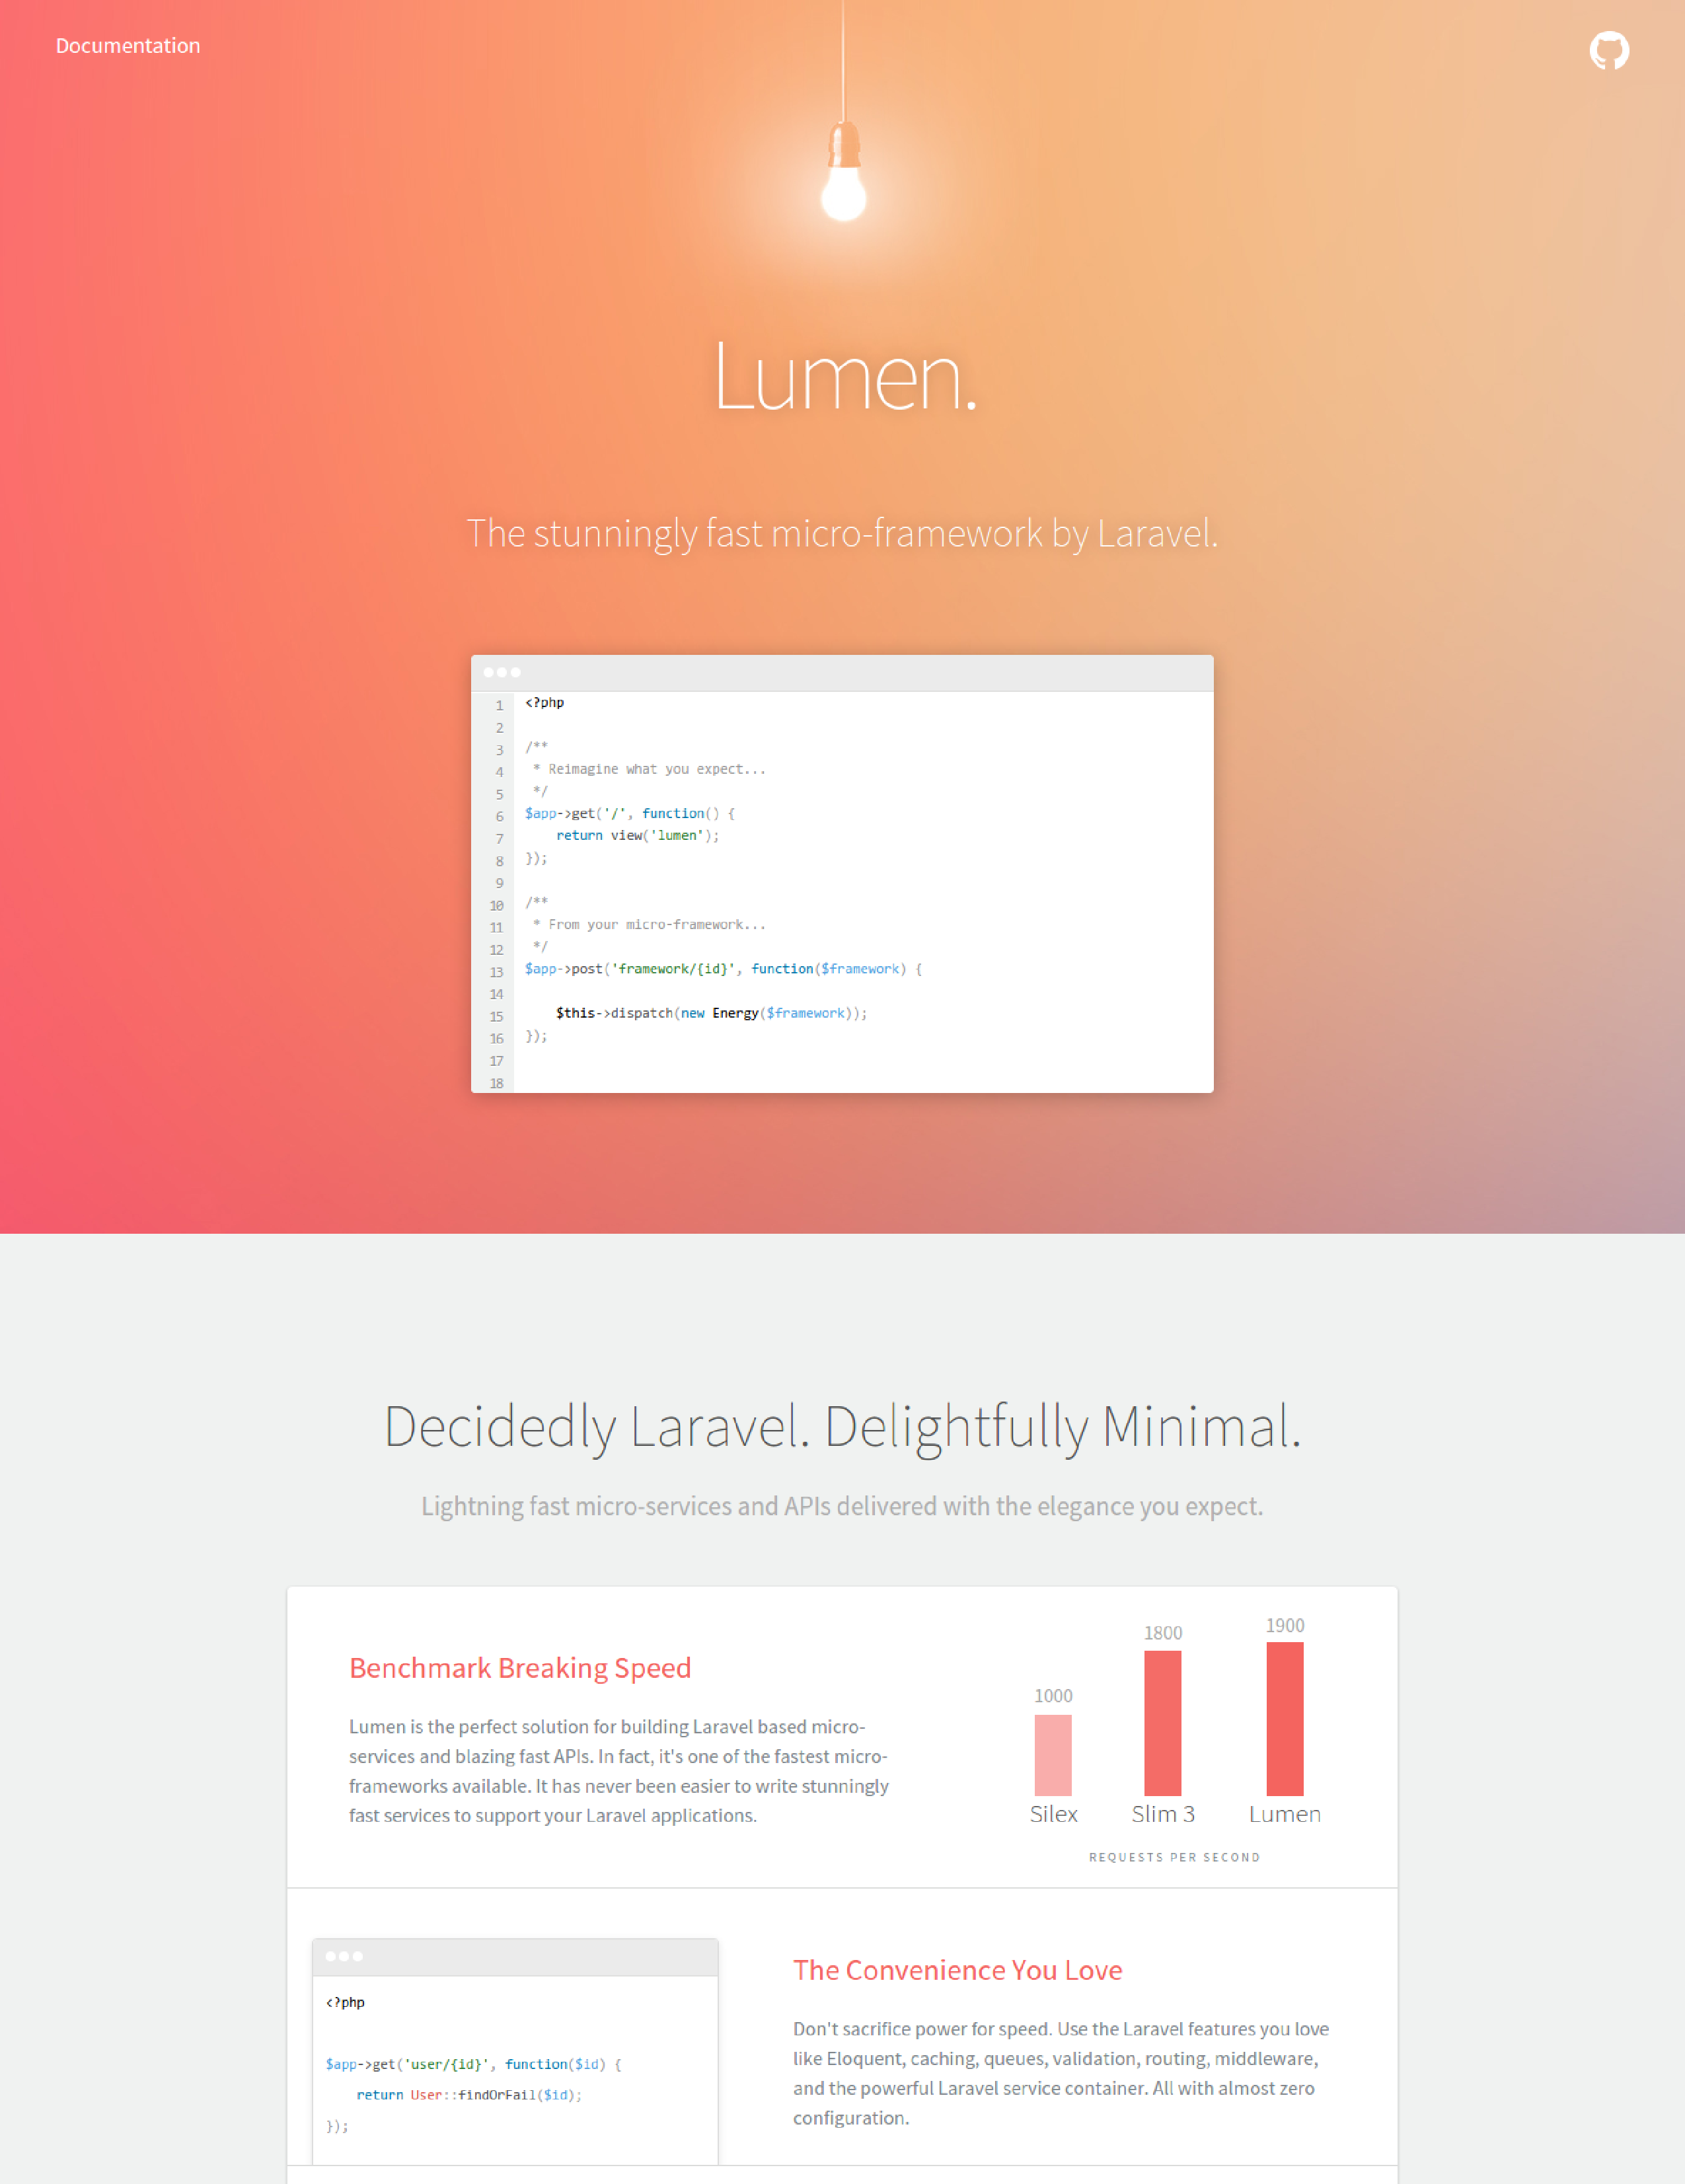 Documentation
Lumen.
The stunningly fast micro-framework by Laravel.
1 <?php
2
3 /**
4 * Reimagine what you expect...
5 */
6 $app->get('/', function() {
7 return view('lumen');
8 });
9
10 /**
11 * From your micro-framework...
12 */
13 $app->post('framework/{id}', function($framework) {
14
15 $this->dispatch(new Energy($framework));
16 });
17
18
Decidedly Laravel. Delightfully Minimal.
Lightning fast micro-services and APIs delivered with the elegance you expect.
Benchmark Breaking Speed
Lumen is the perfect solution for building Laravel based micro-
services and blazing fast APIs. In fact, it's one of the fastest micro-
frameworks available. It has never been easier to write stunningly
fast services to support your Laravel applications.
1000 1800 1900
Silex Slim 3 Lumen
REQUESTS PER SECOND
<?php
$app->get('user/{id}', function($id) {
return User::findOrFail($id);
});
The Convenience You Love
Don't sacrifice power for speed. Use the Laravel features you love
like Eloquent, caching, queues, validation, routing, middleware,
and the powerful Laravel service container. All with almost zero
configuration.